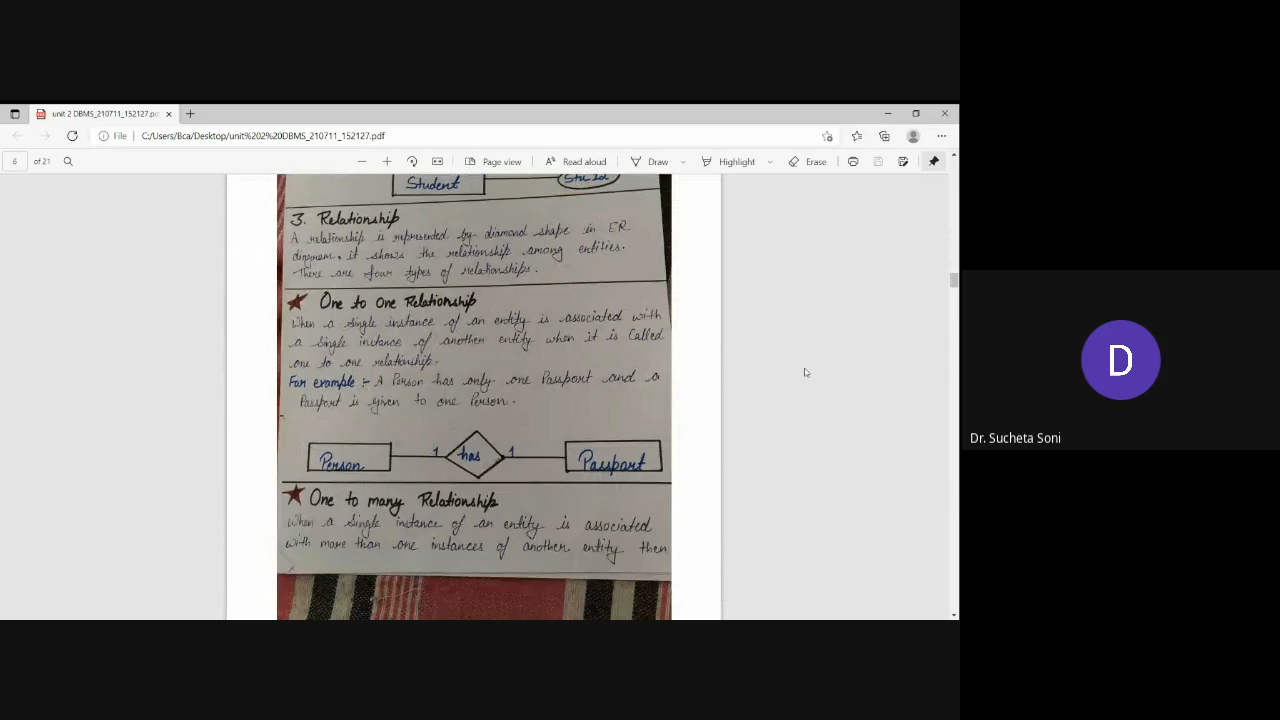 unit 2 DBMS_210711_152127.pd
File
C:/Users/Bca/Desktop/unit%202%20DBMS_210711_152127.pdf
6 of 21
Page view
Read aloud
Draw
Highlight
Erase
Student
Stu Id
3. Relationship
A relationship is represented by diamond shape in ER
diagram. it shows the relationship among entities.
There are four types of relationships.
★ One to one Relationship
When a single instance of an entity is associated with
a single instance of another entity when it is called
one to one relationship.
For example :- A Person has only one Passport and a
Passport is given to one Person.
Person 1 has 1 Passport
★ One to many Relationship
When a single instance of an entity is associated
with more than one instances of another entity then
D
Dr. Sucheta Soni